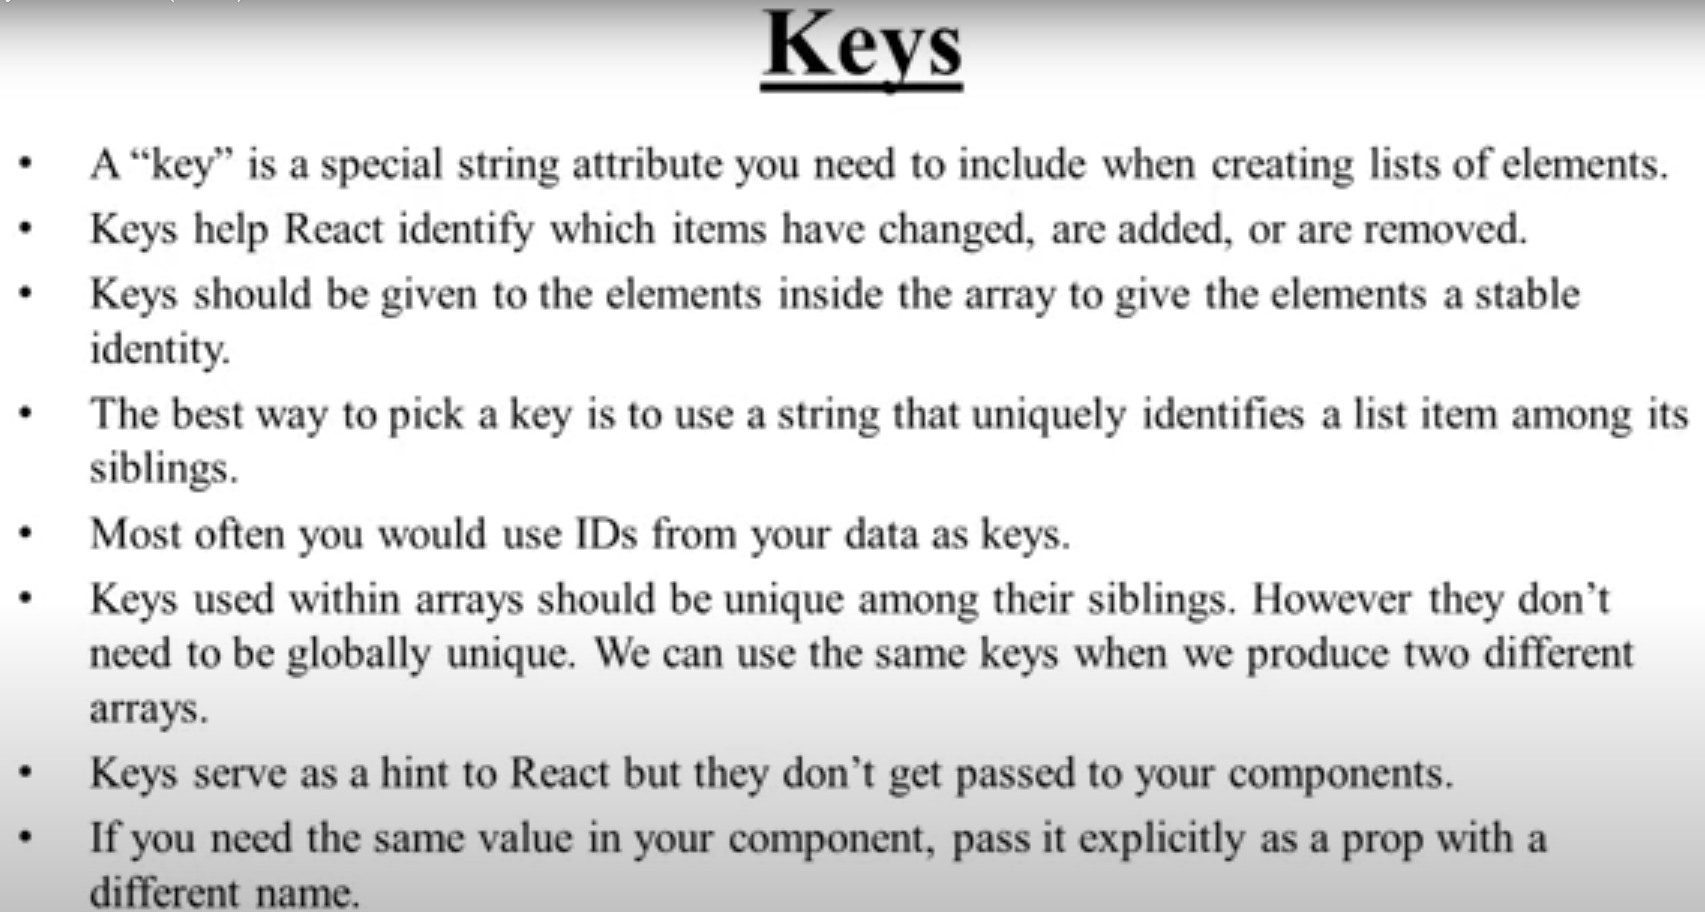 Keys
• A “key” is a special string attribute you need to include when creating lists of elements.
• Keys help React identify which items have changed, are added, or are removed.
• Keys should be given to the elements inside the array to give the elements a stable
identity.
• The best way to pick a key is to use a string that uniquely identifies a list item among its
siblings.
• Most often you would use IDs from your data as keys.
• Keys used within arrays should be unique among their siblings. However they don’t
need to be globally unique. We can use the same keys when we produce two different
arrays.
• Keys serve as a hint to React but they don’t get passed to your components.
• If you need the same value in your component, pass it explicitly as a prop with a
different name.